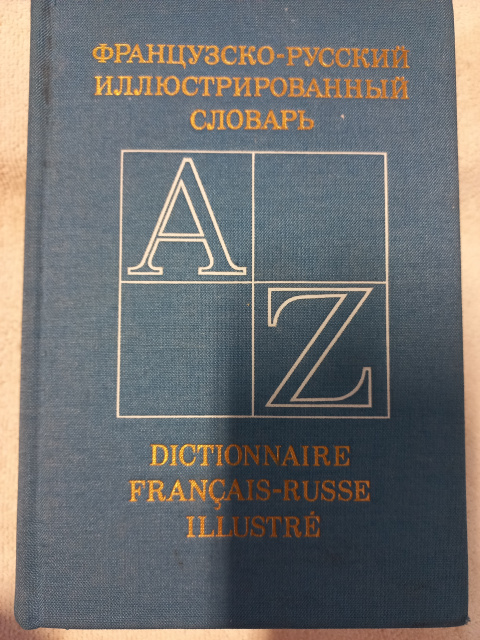 ФРАНЦУЗСКО-РУССКИЙ
ИЛЛЮСТРИРОВАННЫЙ
СЛОВАРЬ
A
Z
DICTIONNAIRE
FRANÇAIS-RUSSE
ILLUSTRÉ